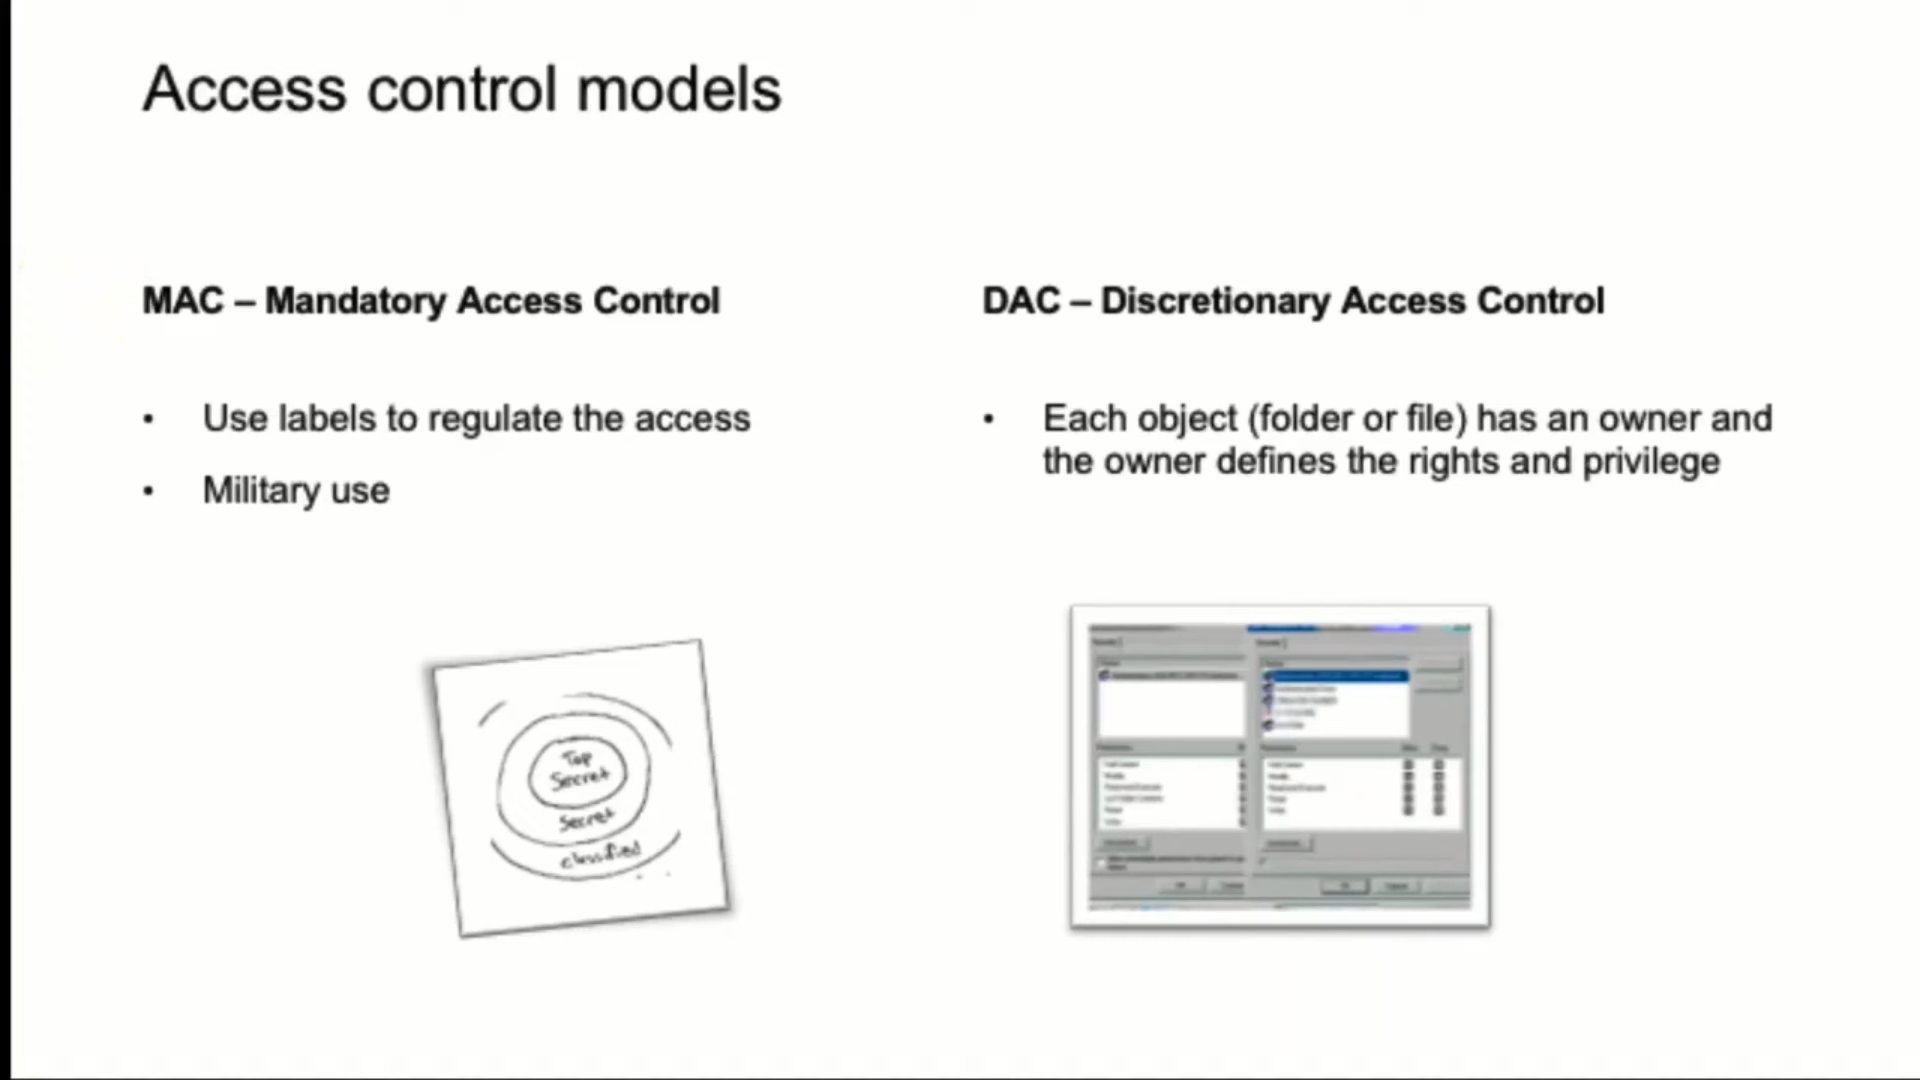 Access control models
MAC – Mandatory Access Control
• Use labels to regulate the access
• Military use
Top
Secret
Secret
classified
DAC – Discretionary Access Control
• Each object (folder or file) has an owner and
the owner defines the rights and privilege